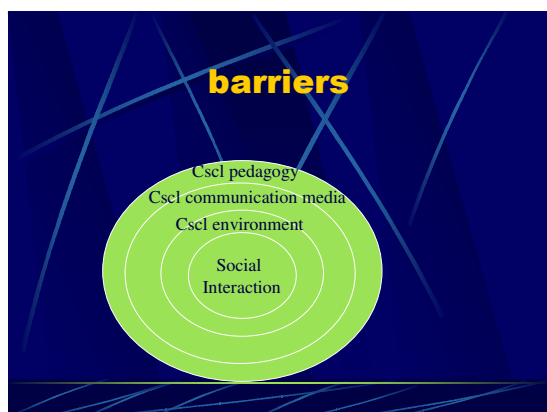 barriers
Cscl pedagogy
Cscl communication media
Cscl environment
Social
Interaction